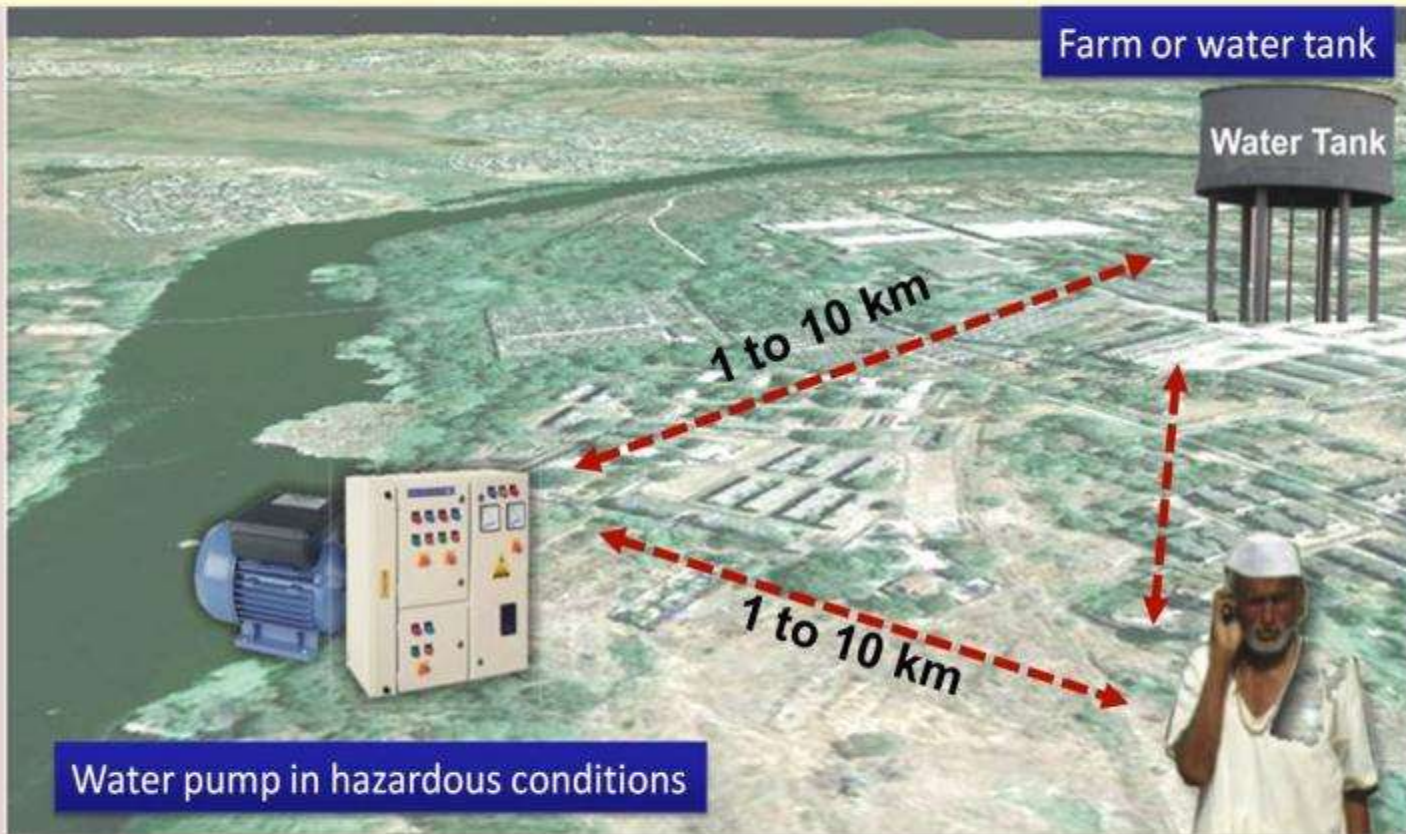 Farm or water tank
Water Tank
1 to 10 km
1 to 10 km
Water pump in hazardous conditions